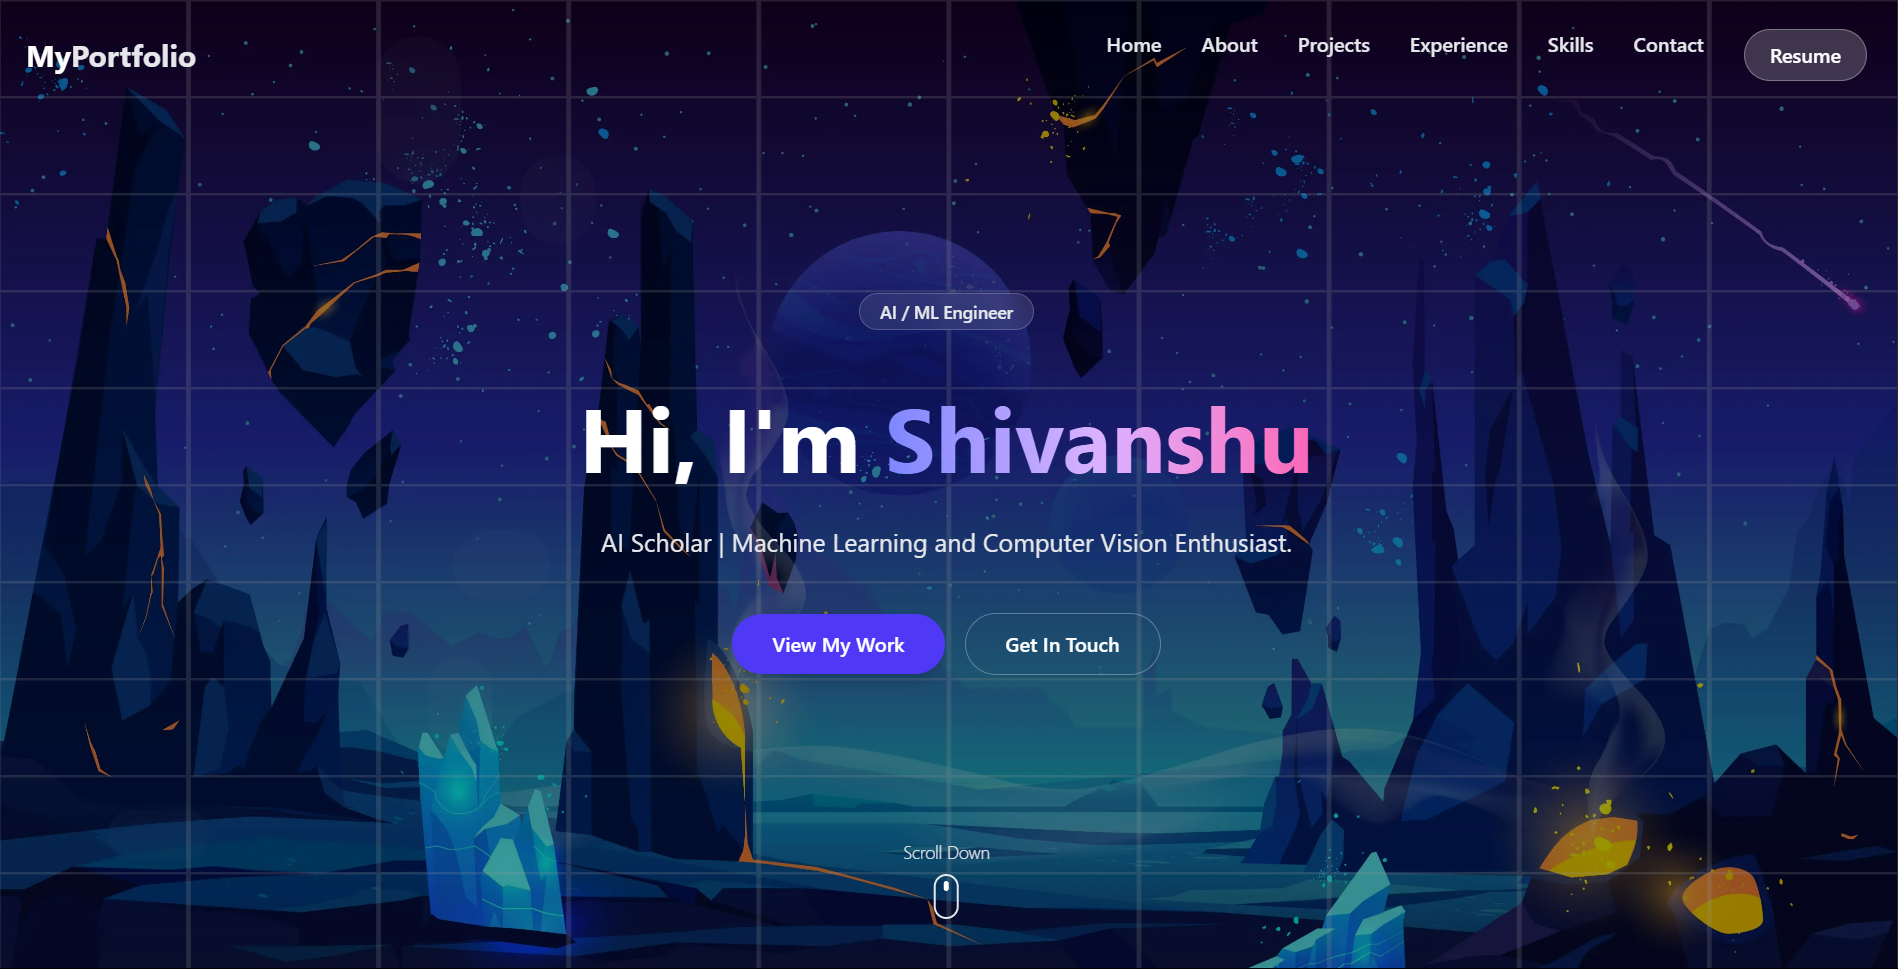 MyPortfolio
Home About Projects Experience Skills Contact Resume
AI / ML Engineer
Hi, I'm Shivanshu
AI Scholar | Machine Learning and Computer Vision Enthusiast.
View My Work Get In Touch
Scroll Down